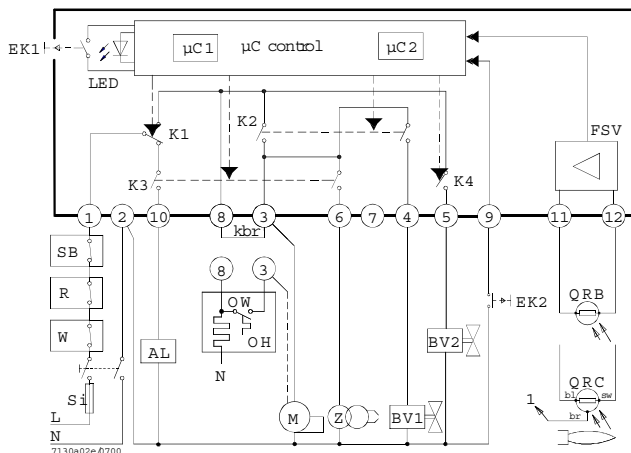 µC1 µC control µC2
EK1
LED
K1 K2 FSV
K3 K4
1 2 10 8 3 6 7 4 5 9 11 12
kbr
SB
8 3
EK2 QRB
R
OW
W AL OH BV2
N
QRC
Si bl sw
M Z BV1 1 br
L
N
7130a02e/0700